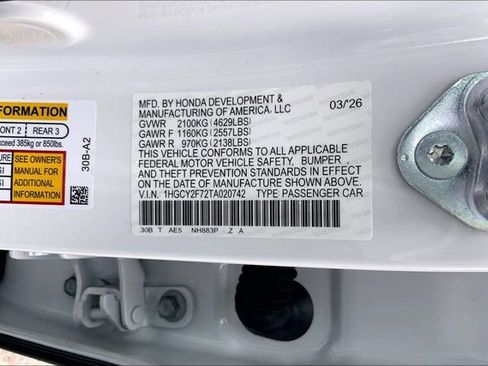 FORMATION
ONT 2 REAR 3
exceed 385kg or 850lbs.
SEE OWNER'S
MANUAL FOR
ADDITIONAL
INFORMATION
30B-A2
MFD. BY HONDA DEVELOPMENT &
MANUFACTURING OF AMERICA, LLC 03/'26
GVWR 2100KG(4629LBS)
GAWR F 1160KG(2557LBS)
GAWR R 970KG(2138LBS)
THIS VEHICLE CONFORMS TO ALL APPLICABLE
FEDERAL MOTOR VEHICLE SAFETY, BUMPER,
AND THEFT PREVENTION STANDARDS IN EFFECT
ON THE DATE OF MANUFACTURE SHOWN ABOVE.
V.I.N. 1HGCY2F72TA020742 TYPE PASSENGER CAR
30B T AE5 NH883P Z A